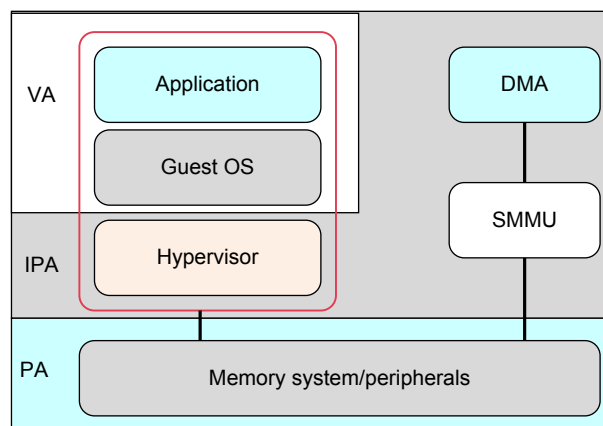 VA
Application
DMA
Guest OS
SMMU
IPA
Hypervisor
PA
Memory system/peripherals